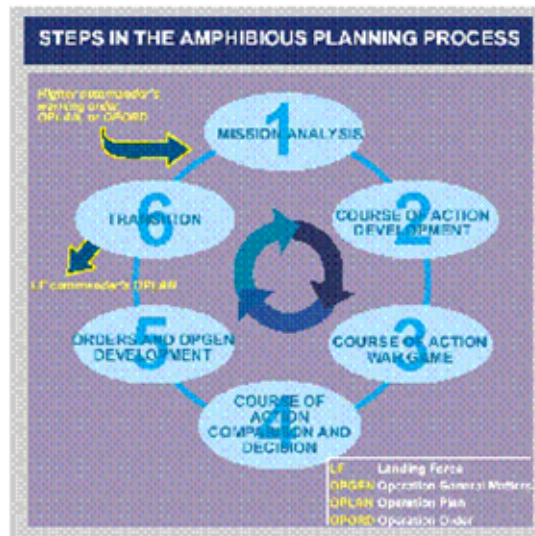 STEPS IN THE AMPHIBIOUS PLANNING PROCESS
Higher commander's
warning order,
OPLAN, or OPORD
1
MISSION ANALYSIS
2
COURSE OF ACTION
DEVELOPMENT
3
COURSE OF ACTION
WAR GAME
4
COURSE OF
ACTION
COMPARISON AND
DECISION
5
ORDERS AND OPGEN
DEVELOPMENT
6
TRANSITION
LF commander's OPLAN
LF Landing Force
OPGEN Operation General Matters
OPLAN Operation Plan
OPORD Operation Order